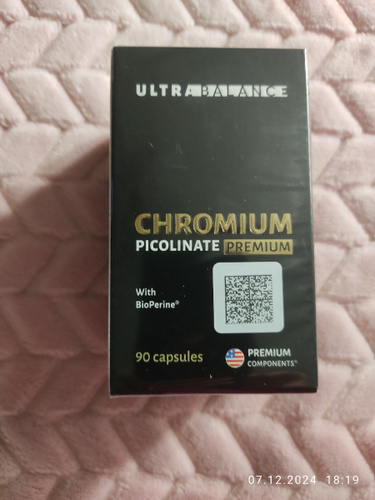 ULTRABALANCE
CHROMIUM
PICOLINATE PREMIUM
With
BioPerine®
90 capsules
PREMIUM
COMPONENTS*
07.12.2024 18:19